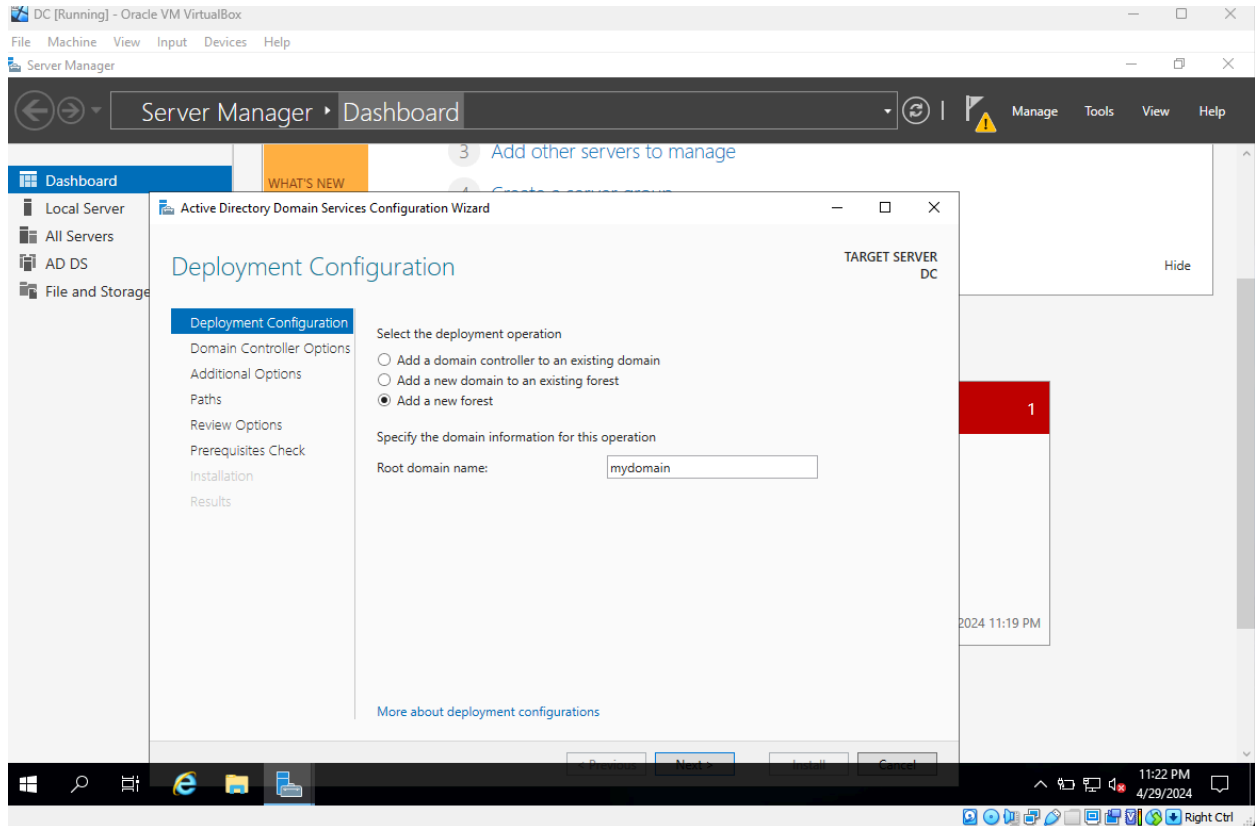 DC [Running] - Oracle VM VirtualBox
File Machine View Input Devices Help
Server Manager
Server Manager • Dashboard
Manage Tools View Help
3 Add other servers to manage
4 Create a server group
WHAT'S NEW
Dashboard
Local Server
All Servers
AD DS
File and Storage
Hide
Active Directory Domain Services Configuration Wizard
Deployment Configuration
TARGET SERVER
DC
Deployment Configuration
Domain Controller Options
Additional Options
Paths
Review Options
Prerequisites Check
Installation
Results
Select the deployment operation
Add a domain controller to an existing domain
Add a new domain to an existing forest
Add a new forest
Specify the domain information for this operation
Root domain name: mydomain
More about deployment configurations
< Previous Next > Install Cancel
1
2024 11:19 PM
11:22 PM
4/29/2024
Right Ctrl